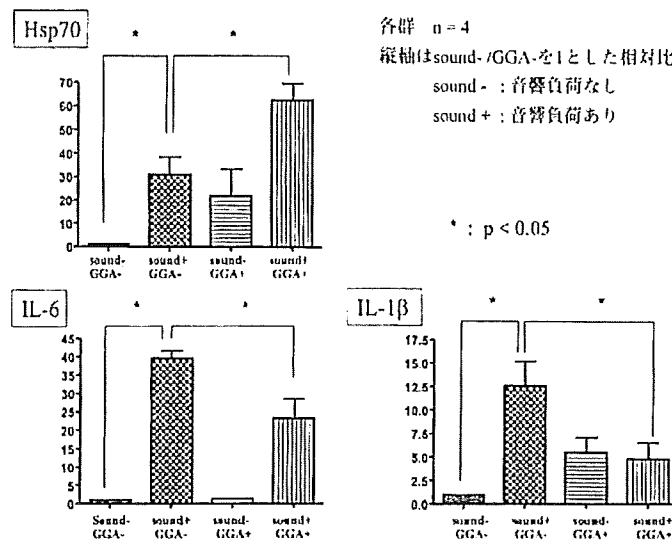 Hsp70
* *
70
60
50
40
30
20
10
0
sound- sound+ sound- sound+
GGA- GGA- GGA+ GGA+
各群 n = 4
縦軸はsound- /GGA-を1とした相対比
sound - : 音響負荷なし
sound + : 音響負荷あり
* : p < 0.05
IL-6
* *
45
40
35
30
25
20
15
10
5
0
Sound- sound+ sound- sound+
GGA- GGA- GGA+ GGA+
IL-1β
* *
17.5
15.0
12.5
10.0
7.5
5.0
2.5
0.0
sound- sound+ sound- sound+
GGA- GGA- GGA+ GGA+